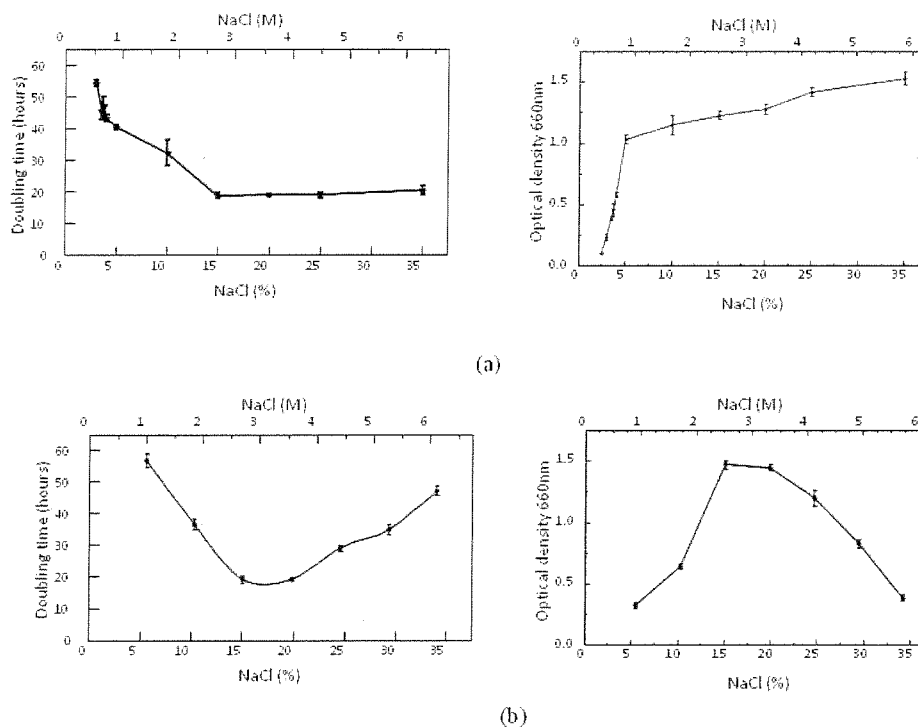 NaCl (M)
0 1 2 3 4 5 6
Doubling time (hours)
60
50
40
30
20
10
0
0 5 10 15 20 25 30 35
NaCl (%)
NaCl (M)
0 1 2 3 4 5 6
Optical density 660nm
1.5
1.0
0.5
0.0
0 5 10 15 20 25 30 35
NaCl (%)
(a)
NaCl (M)
0 1 2 3 4 5 6
Doubling time (hours)
60
50
40
30
20
10
0
0 5 10 15 20 25 30 35
NaCl (%)
NaCl (M)
0 1 2 3 4 5 6
Optical density 660nm
1.5
1.0
0.5
0.0
0 5 10 15 20 25 30 35
NaCl (%)
(b)